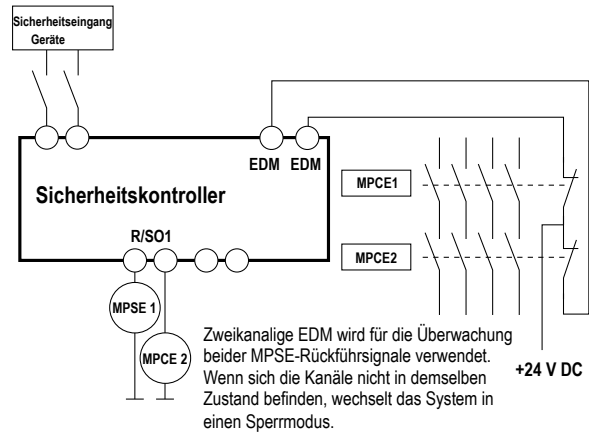 Sicherheitseingang
Geräte
EDM EDM
Sicherheitskontroller
R/SO1
MPCE1
MPCE2
MPSE 1
MPCE 2
Zweikanalige EDM wird für die Überwachung
beider MPSE-Rückführsignale verwendet.
Wenn sich die Kanäle nicht in demselben
Zustand befinden, wechselt das System in
einen Sperrmodus.
+24 V DC